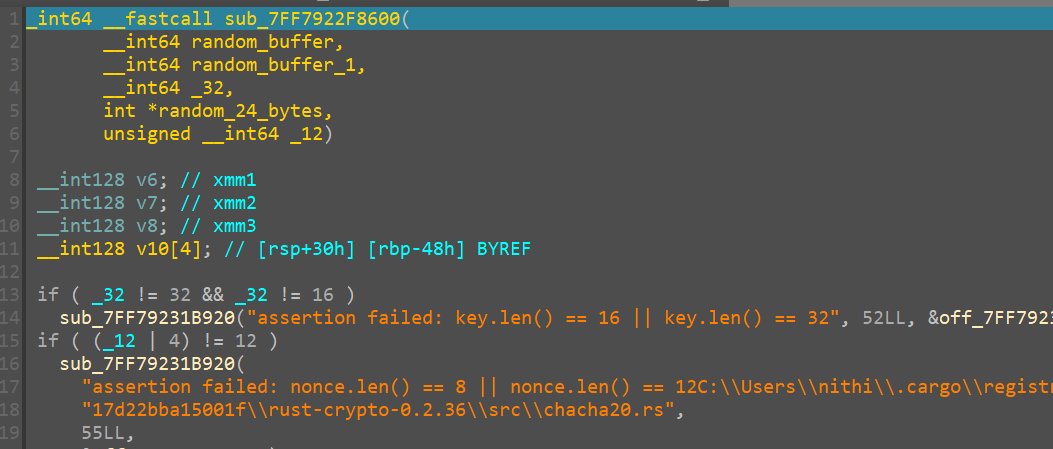 1 _int64 __fastcall sub_7FF7922F8600(
2 __int64 random_buffer,
3 __int64 random_buffer_1,
4 __int64 _32,
5 int *random_24_bytes,
6 unsigned __int64 _12)
7
8 __int128 v6; // xmm1
9 __int128 v7; // xmm2
10 __int128 v8; // xmm3
11 __int128 v10[4]; // [rsp+30h] [rbp-48h] BYREF
12
13 if ( _32 != 32 && _32 != 16 )
14 sub_7FF79231B920("assertion failed: key.len() == 16 || key.len() == 32", 52LL, &off_7FF7923
15 if ( (_12 | 4) != 12 )
16 sub_7FF79231B920(
17 "assertion failed: nonce.len() == 8 || nonce.len() == 12C:\\Users\\nithi\\.cargo\\registr
18 "17d22bba15001f\\rust-crypto-0.2.36\\src\\chacha20.rs",
19 55LL,